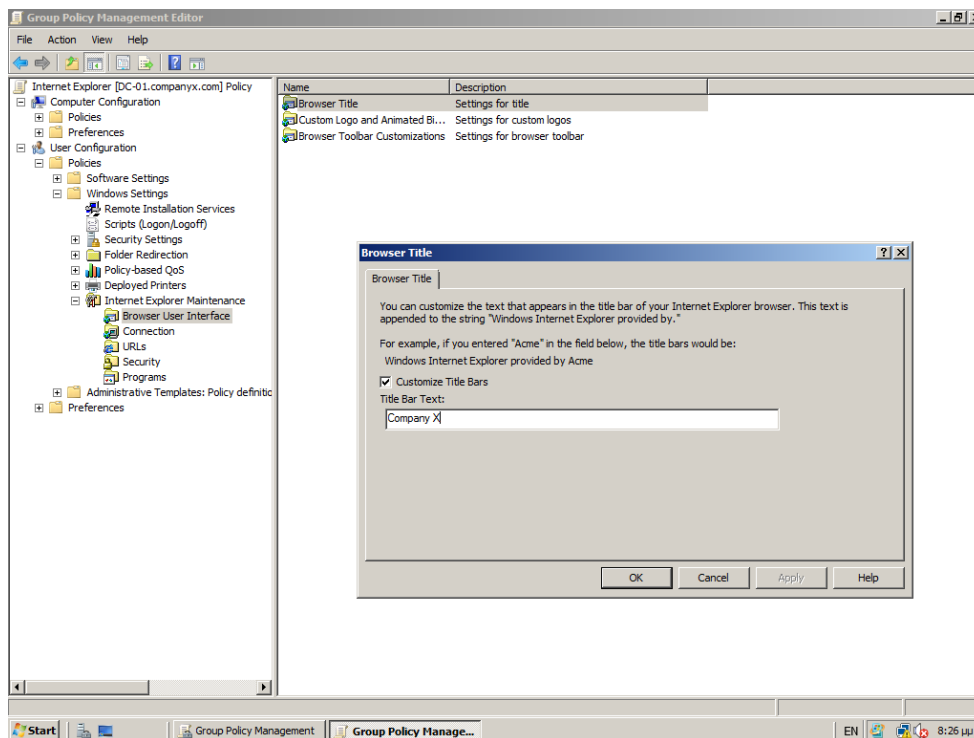 Group Policy Management Editor
File Action View Help
Internet Explorer [DC-01.companyx.com] Policy
Computer Configuration
Policies
Preferences
User Configuration
Policies
Software Settings
Windows Settings
Remote Installation Services
Scripts (Logon/Logoff)
Security Settings
Folder Redirection
Policy-based QoS
Deployed Printers
Internet Explorer Maintenance
Browser User Interface
Connection
URLs
Security
Programs
Administrative Templates: Policy definitic
Preferences
Name Description
Browser Title Settings for title
Custom Logo and Animated Bi... Settings for custom logos
Browser Toolbar Customizations Settings for browser toolbar
Browser Title
Browser Title
You can customize the text that appears in the title bar of your Internet Explorer browser. This text is
appended to the string "Windows Internet Explorer provided by."
For example, if you entered "Acme" in the field below, the title bars would be:
Windows Internet Explorer provided by Acme
Customize Title Bars
Title Bar Text:
Company X
OK Cancel Apply Help
Start Group Policy Management Group Policy Manage... EN 8:26 μμ